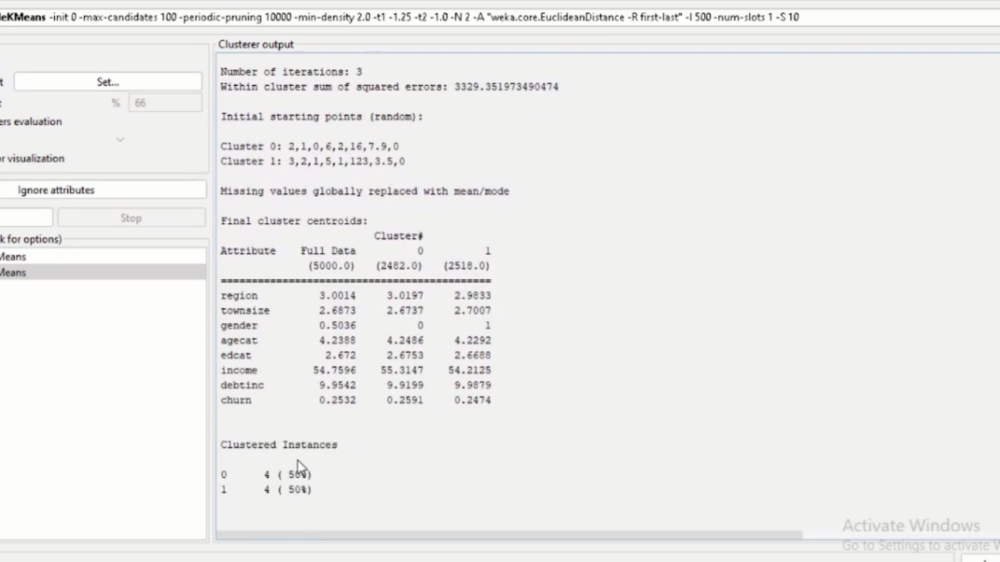 eKMeans -init 0 -max-candidates 100 -periodic-pruning 10000 -min-density 2.0 -t1 -1.25 -t2 -1.0 -N 2 -A "weka.core.EuclideanDistance -R first-last" -I 500 -num-slots 1 -S 10
t Set...
% 66
ers evaluation
r visualization
Ignore attributes
Stop
k for options)
Means
Means
Clusterer output
Number of iterations: 3
Within cluster sum of squared errors: 3329.351973490474
Initial starting points (random):
Cluster 0: 2,1,0,6,2,16,7.9,0
Cluster 1: 3,2,1,5,1,123,3.5,0
Missing values globally replaced with mean/mode
Final cluster centroids:
Cluster#
Attribute Full Data 0 1
(5000.0) (2482.0) (2518.0)
==========================================
region 3.0014 3.0197 2.9833
townsize 2.6873 2.6737 2.7007
gender 0.5036 0 1
agecat 4.2388 4.2486 4.2292
edcat 2.672 2.6753 2.6688
income 54.7596 55.3147 54.2125
debtinc 9.9542 9.9199 9.9879
churn 0.2532 0.2591 0.2474
Clustered Instances
0 4 ( 50%)
1 4 ( 50%)
Activate Windows
Go to Settings to activate W